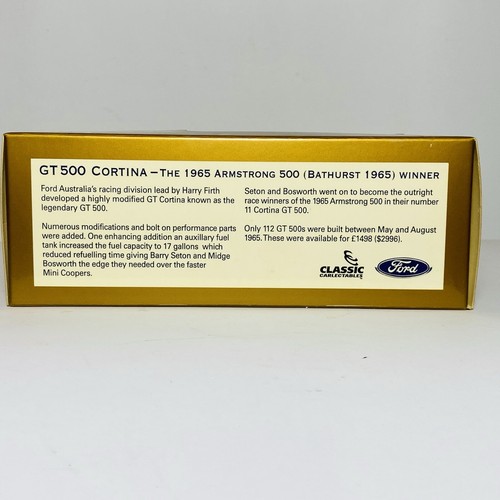 GT500 CORTINA – THE 1965 ARMSTRONG 500 (BATHURST 1965) WINNER
Ford Australia's racing division lead by Harry Firth
developed a highly modified GT Cortina known as the
legendary GT 500.
Numerous modifications and bolt on performance parts
were added. One enhancing addition an auxillary fuel
tank increased the fuel capacity to 17 gallons which
reduced refuelling time giving Barry Seton and Midge
Bosworth the edge they needed over the faster
Mini Coopers.
Seton and Bosworth went on to become the outright
race winners of the 1965 Armstrong 500 in their number
11 Cortina GT 500.
Only 112 GT 500s were built between May and August
1965. These were available for £1498 ($2996).
CLASSIC
CARLECTABLES
Ford